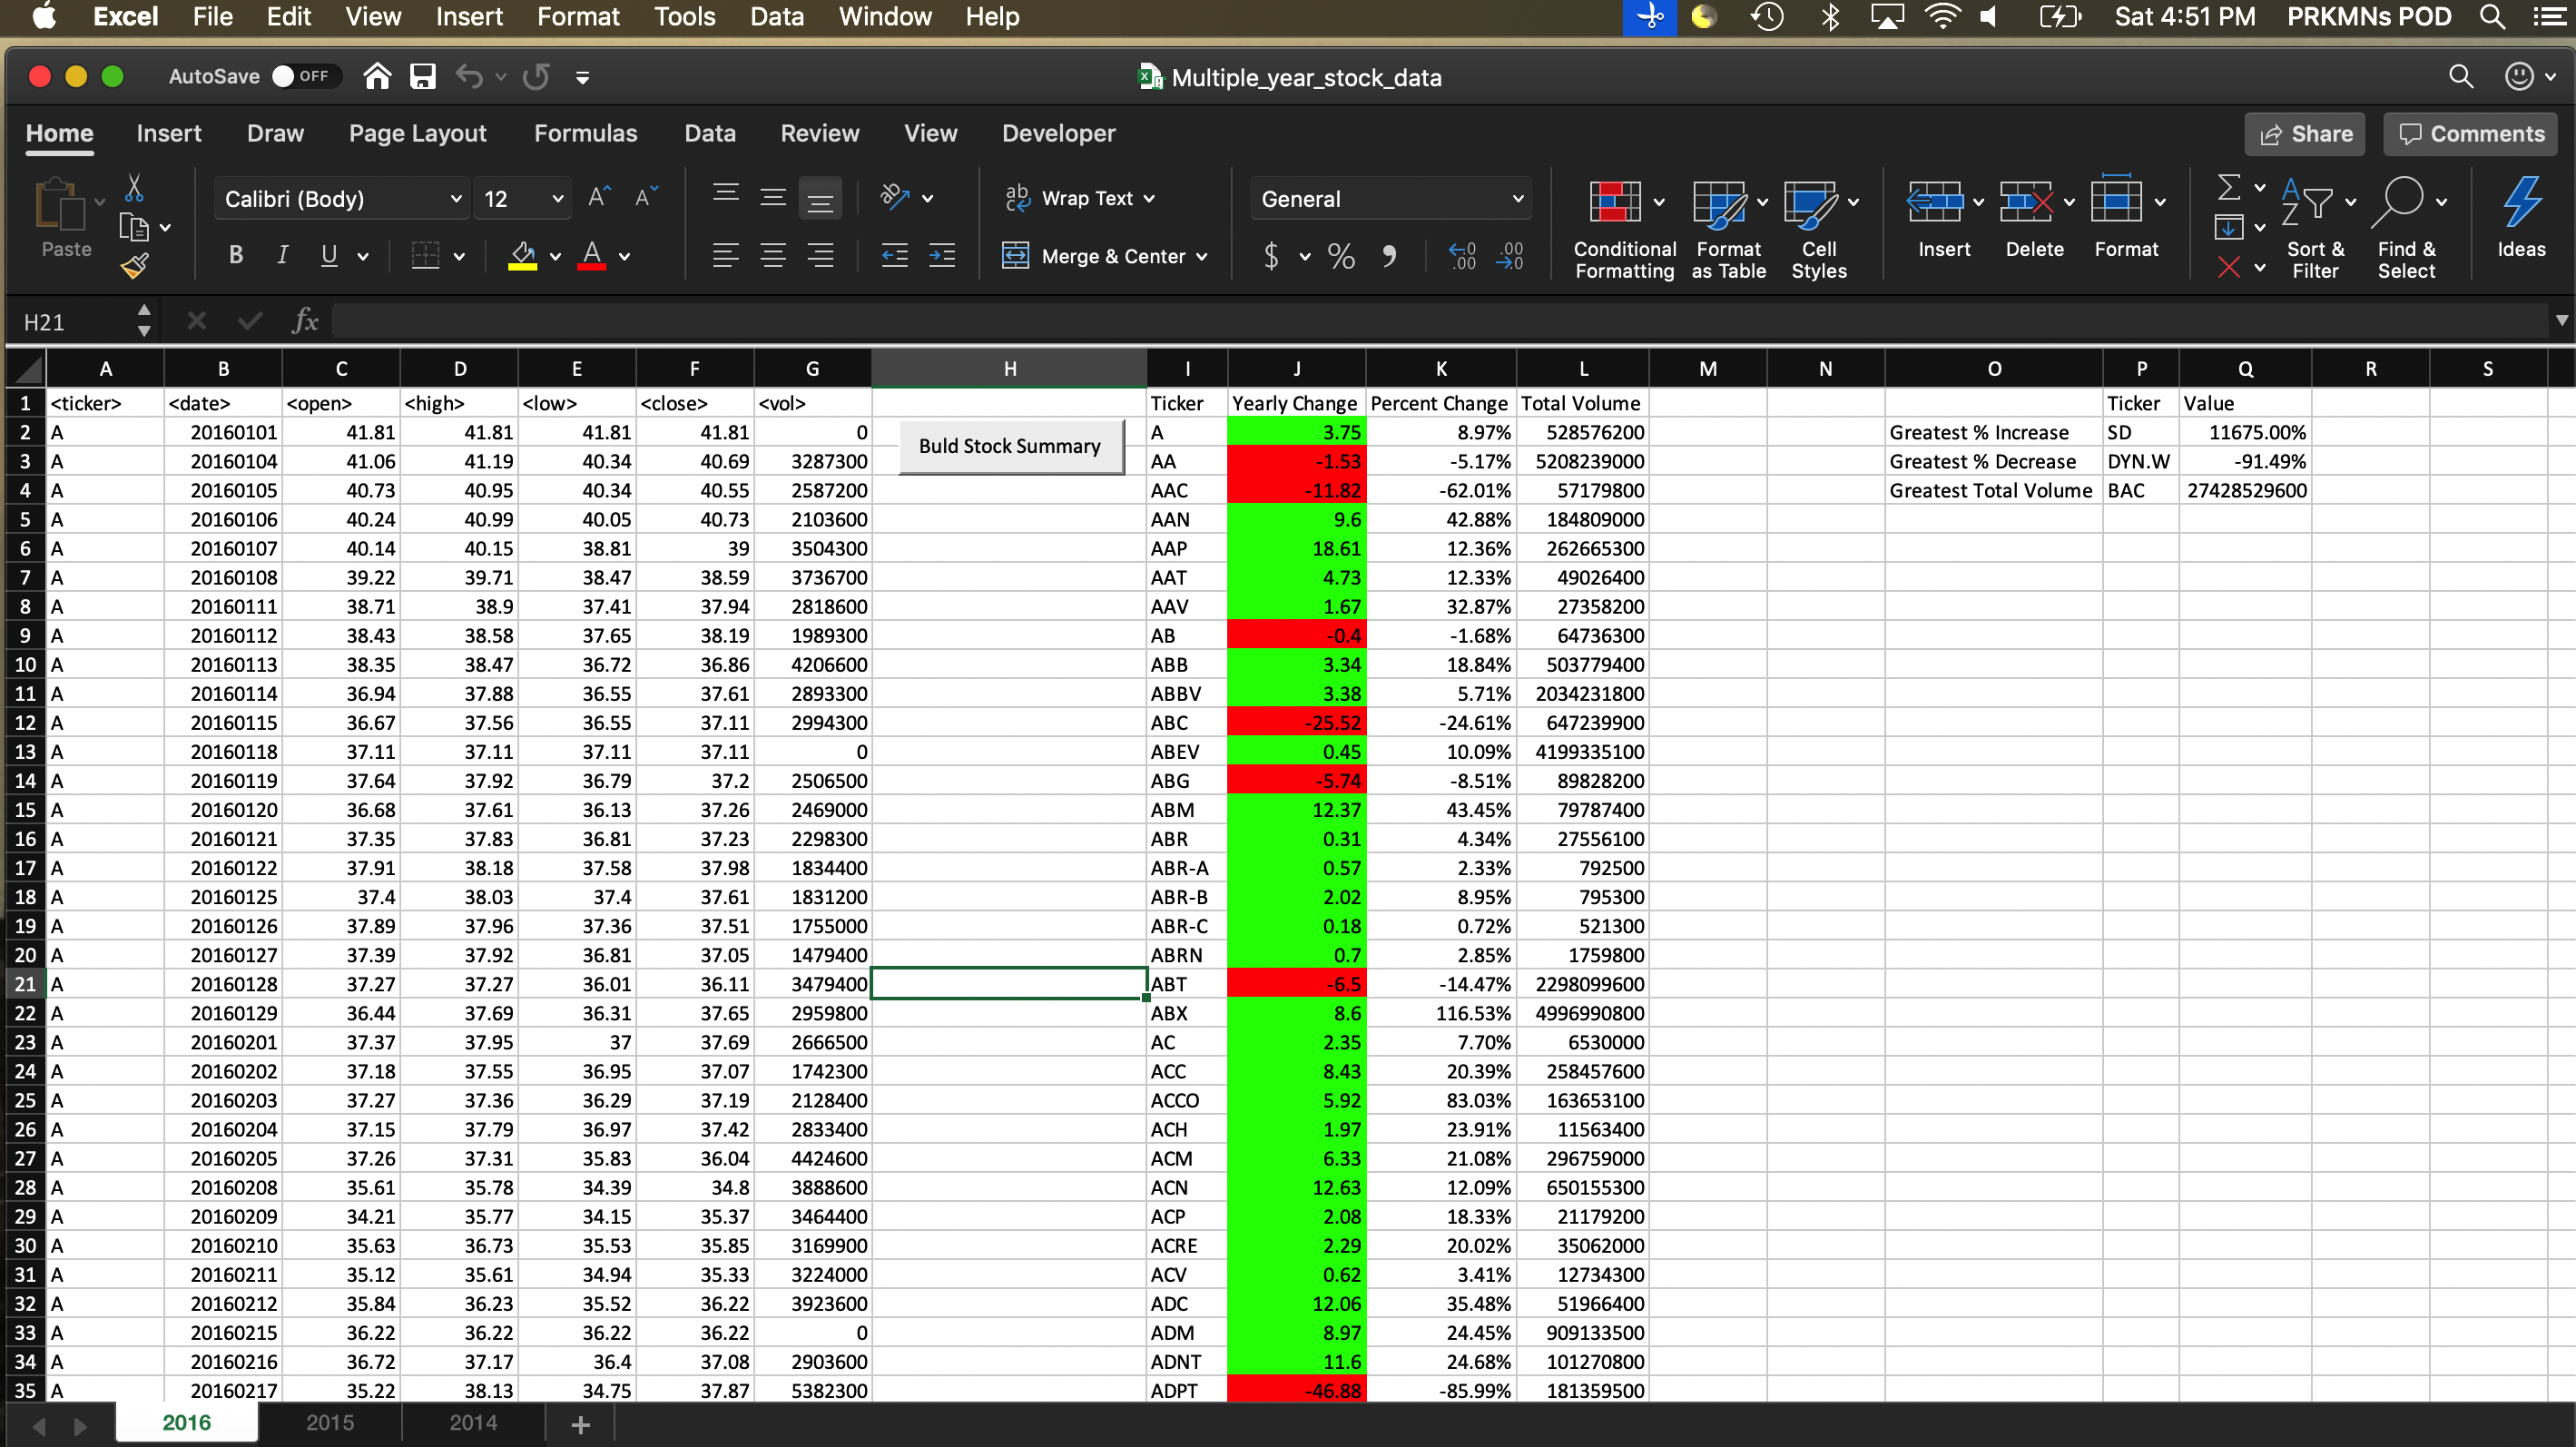 Excel File Edit View Insert Format Tools Data Window Help Sat 4:51 PM PRKMNs POD
AutoSave OFF Multiple_year_stock_data
Home Insert Draw Page Layout Formulas Data Review View Developer Share Comments
Paste Calibri (Body) 12 Wrap Text General
B I U Merge & Center $ % Conditional Formatting Format as Table Cell Styles Insert Delete Format Sort & Filter Find & Select Ideas
H21 fx
A B C D E F G H I J K L M N O P Q R S
1 <ticker> <date> <open> <high> <low> <close> <vol> Ticker Yearly Change Percent Change Total Volume Ticker Value
2 A 20160101 41.81 41.81 41.81 41.81 0 Buld Stock Summary A 3.75 8.97% 528576200 Greatest % Increase SD 11675.00%
3 A 20160104 41.06 41.19 40.34 40.69 3287300 AA -1.53 -5.17% 5208239000 Greatest % Decrease DYN.W -91.49%
4 A 20160105 40.73 40.95 40.34 40.55 2587200 AAC -11.82 -62.01% 57179800 Greatest Total Volume BAC 27428529600
5 A 20160106 40.24 40.99 40.05 40.73 2103600 AAN 9.6 42.88% 184809000
6 A 20160107 40.14 40.15 38.81 39 3504300 AAP 18.61 12.36% 262665300
7 A 20160108 39.22 39.71 38.47 38.59 3736700 AAT 4.73 12.33% 49026400
8 A 20160111 38.71 38.9 37.41 37.94 2818600 AAV 1.67 32.87% 27358200
9 A 20160112 38.43 38.58 37.65 38.19 1989300 AB -0.4 -1.68% 64736300
10 A 20160113 38.35 38.47 36.72 36.86 4206600 ABB 3.34 18.84% 503779400
11 A 20160114 36.94 37.88 36.55 37.61 2893300 ABBV 3.38 5.71% 2034231800
12 A 20160115 36.67 37.56 36.55 37.11 2994300 ABC -25.52 -24.61% 647239900
13 A 20160118 37.11 37.11 37.11 37.11 0 ABEV 0.45 10.09% 4199335100
14 A 20160119 37.64 37.92 36.79 37.2 2506500 ABG -5.74 -8.51% 89828200
15 A 20160120 36.68 37.61 36.13 37.26 2469000 ABM 12.37 43.45% 79787400
16 A 20160121 37.35 37.83 36.81 37.23 2298300 ABR 0.31 4.34% 27556100
17 A 20160122 37.91 38.18 37.58 37.98 1834400 ABR-A 0.57 2.33% 792500
18 A 20160125 37.4 38.03 37.4 37.61 1831200 ABR-B 2.02 8.95% 795300
19 A 20160126 37.89 37.96 37.36 37.51 1755000 ABR-C 0.18 0.72% 521300
20 A 20160127 37.39 37.92 36.81 37.05 1479400 ABRN 0.7 2.85% 1759800
21 A 20160128 37.27 37.27 36.01 36.11 3479400 ABT -6.5 -14.47% 2298099600
22 A 20160129 36.44 37.69 36.31 37.65 2959800 ABX 8.6 116.53% 4996990800
23 A 20160201 37.37 37.95 37 37.69 2666500 AC 2.35 7.70% 6530000
24 A 20160202 37.18 37.55 36.95 37.07 1742300 ACC 8.43 20.39% 258457600
25 A 20160203 37.27 37.36 36.29 37.19 2128400 ACCO 5.92 83.03% 163653100
26 A 20160204 37.15 37.79 36.97 37.42 2833400 ACH 1.97 23.91% 11563400
27 A 20160205 37.26 37.31 35.83 36.04 4424600 ACM 6.33 21.08% 296759000
28 A 20160208 35.61 35.78 34.39 34.8 3888600 ACN 12.63 12.09% 650155300
29 A 20160209 34.21 35.77 34.15 35.37 3464400 ACP 2.08 18.33% 21179200
30 A 20160210 35.63 36.73 35.53 35.85 3169900 ACRE 2.29 20.02% 35062000
31 A 20160211 35.12 35.61 34.94 35.33 3224000 ACV 0.62 3.41% 12734300
32 A 20160212 35.84 36.23 35.52 36.22 3923600 ADC 12.06 35.48% 51966400
33 A 20160215 36.22 36.22 36.22 36.22 0 ADM 8.97 24.45% 909133500
34 A 20160216 36.72 37.17 36.4 37.08 2903600 ADNT 11.6 24.68% 101270800
35 A 20160217 35.22 38.13 34.75 37.87 5382300 ADPT -46.88 -85.99% 181359500
2016 2015 2014 +